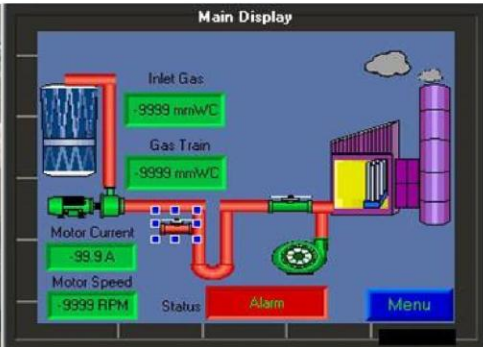 Main Display
Inlet Gas
-9999 mmWC
Gas Train
-9999 mmWC
Motor Current
-99.9 A
Motor Speed
-9999 RPM
Status
Alarm
Menu